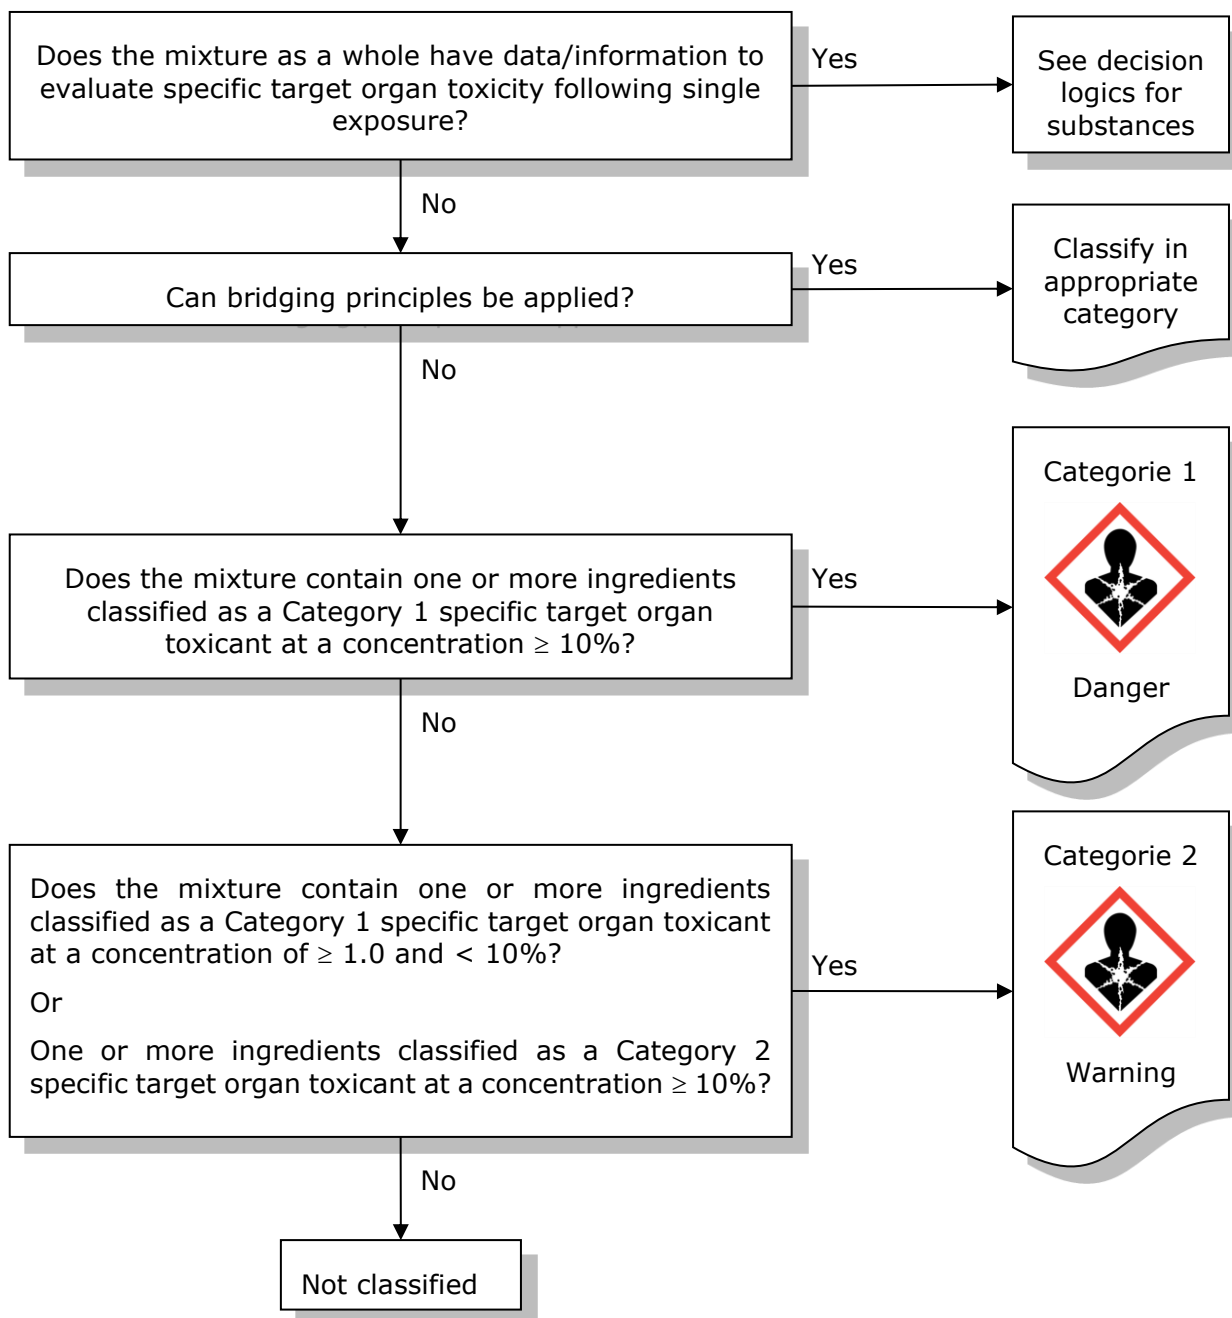 Does the mixture as a whole have data/information to
evaluate specific target organ toxicity following single
exposure?
Yes
See decision
logics for
substances
No
Can bridging principles be applied?
Yes
Classify in
appropriate
category
No
Does the mixture contain one or more ingredients
classified as a Category 1 specific target organ
toxicant at a concentration ≥ 10%?
Yes
Categorie 1
Danger
No
Does the mixture contain one or more ingredients
classified as a Category 1 specific target organ toxicant
at a concentration of ≥ 1.0 and < 10%?
Or
One or more ingredients classified as a Category 2
specific target organ toxicant at a concentration ≥ 10%?
Yes
Categorie 2
Warning
No
Not classified